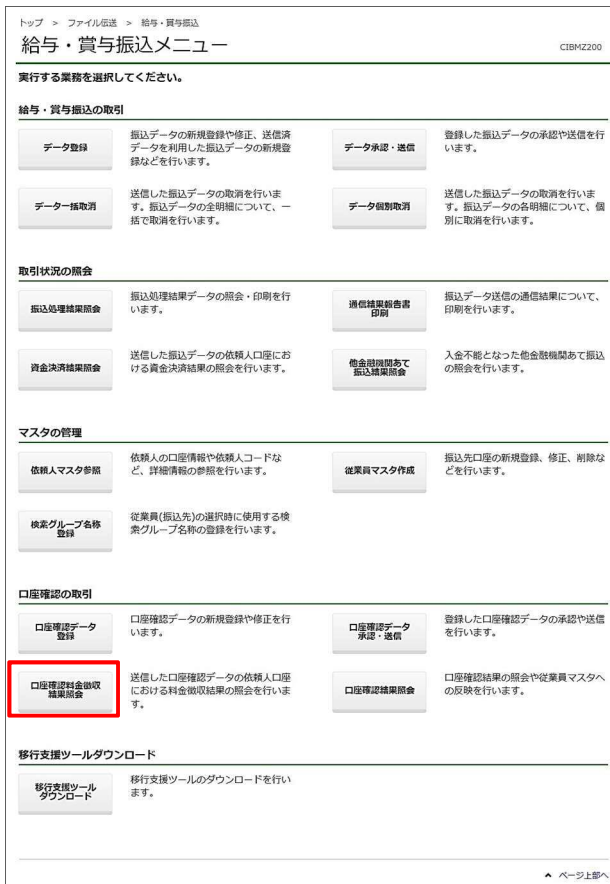 トップ > ファイル伝送 > 給与・賞与振込
給与・賞与振込メニュー
CIBMZ200
実行する業務を選択してください。
給与・賞与振込の取引
データ登録
振込データの新規登録や修正、送信済
データを利用した振込データの新規登
録などを行います。
データ承認・送信
登録した振込データの承認や送信を行
います。
データ一括取消
送信した振込データの取消を行いま
す。振込データの全明細について、一
括で取消を行います。
データ個別取消
送信した振込データの取消を行いま
す。振込データの各明細について、個
別に取消を行います。
取引状況の照会
振込処理結果照会
振込処理結果データの照会・印刷を行
います。
通信結果報告書
印刷
振込データ送信の通信結果について、
印刷を行います。
資金決済結果照会
送信した振込データの依頼人口座にお
ける資金決済結果の照会を行います。
他金融機関あて
振込結果照会
入金不能となった他金融機関あて振込
の照会を行います。
マスタの管理
依頼人マスタ参照
依頼人の口座情報や依頼人コードな
ど、詳細情報の参照を行います。
従業員マスタ作成
振込先口座の新規登録、修正、削除な
どを行います。
検索グループ名称
登録
従業員(振込先)の選択時に使用する検
索グループ名称の登録を行います。
口座確認の取引
口座確認データ
登録
口座確認データの新規登録や修正を行
います。
口座確認データ
承認・送信
登録した口座確認データの承認や送信
を行います。
口座確認料金徴収
結果照会
送信した口座確認データの依頼人口座
における料金徴収結果の照会を行いま
す。
口座確認結果照会
口座確認結果の照会や従業員マスタへ
の反映を行います。
移行支援ツールダウンロード
移行支援ツール
ダウンロード
移行支援ツールのダウンロードを行い
ます。
ページ上部へ